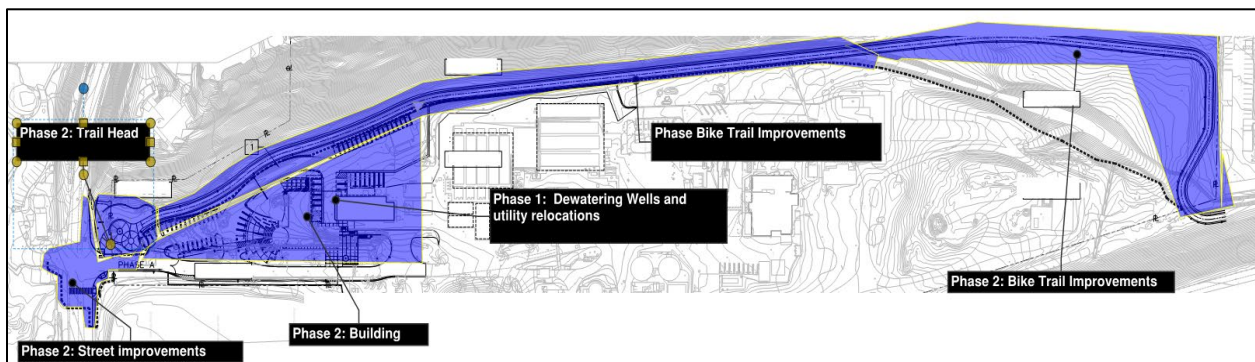 Phase 2: Trail Head
1
Phase Bike Trail Improvements
Phase 1:  Dewatering Wells and
utility relocations
PHASE A
Phase 2: Bike Trail Improvements
Phase 2: Building
Phase 2: Street improvements